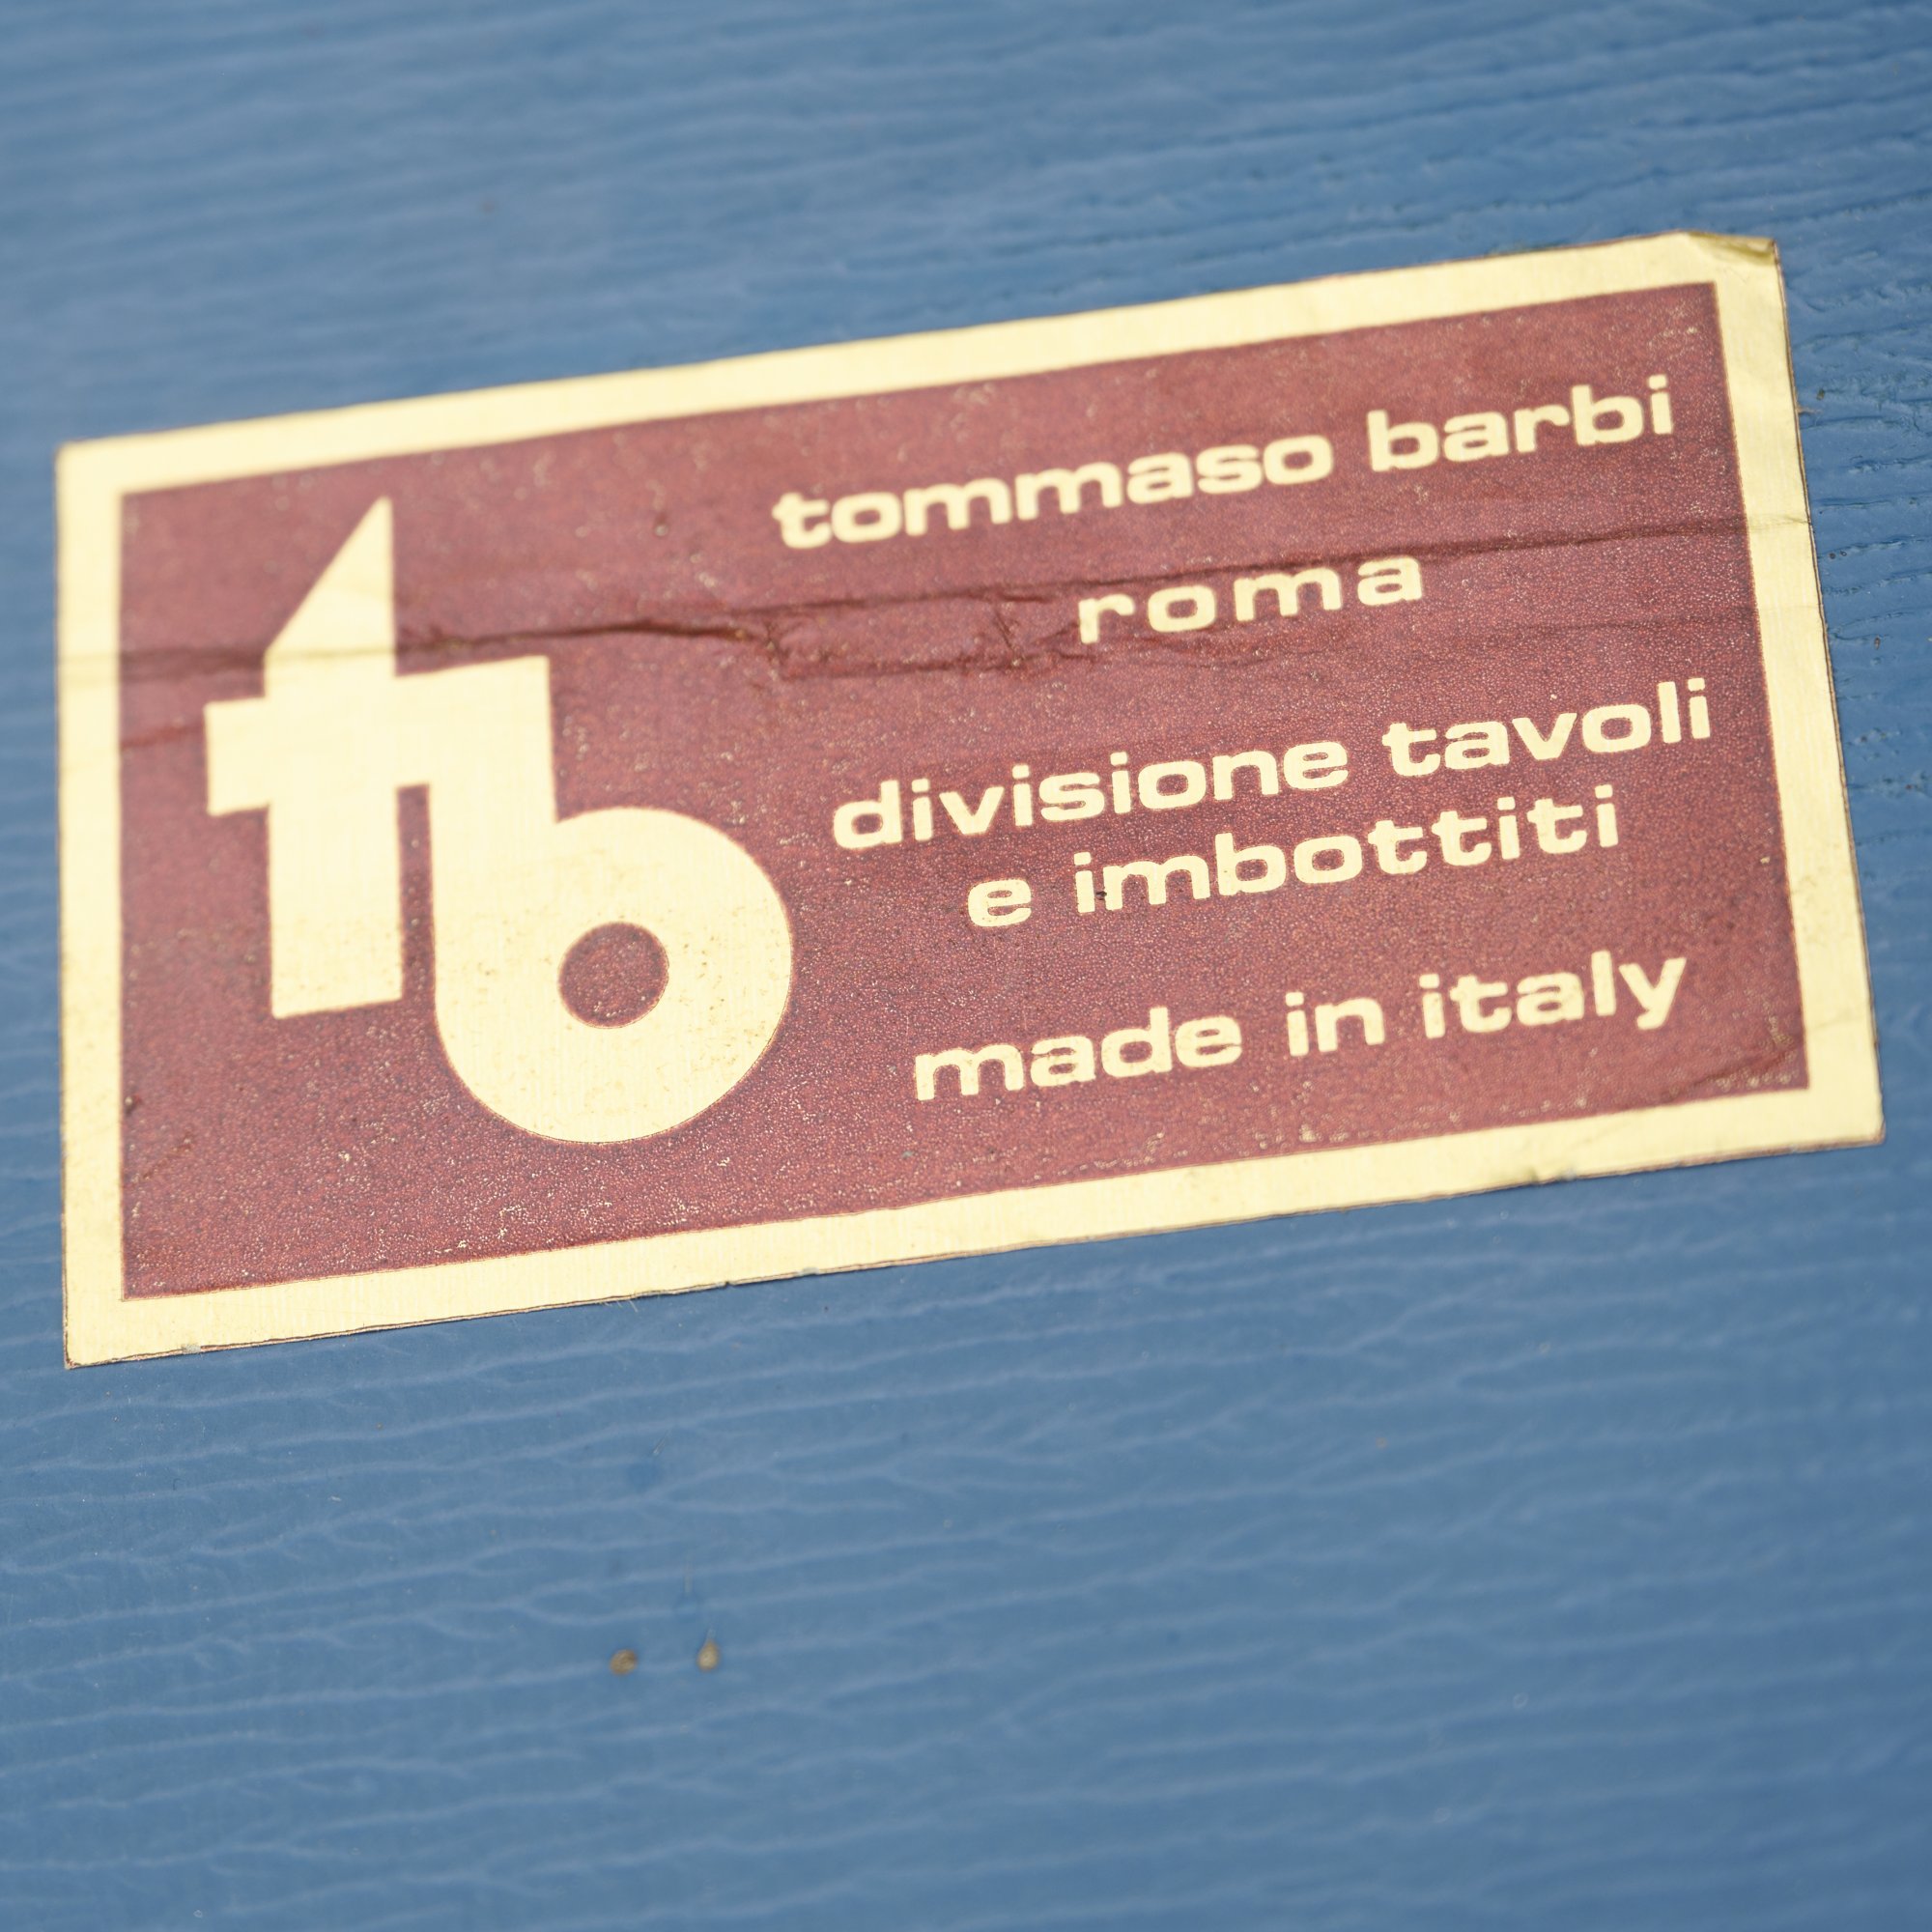 tb
tommaso barbi
roma
divisione tavoli
e imbottiti
made in italy